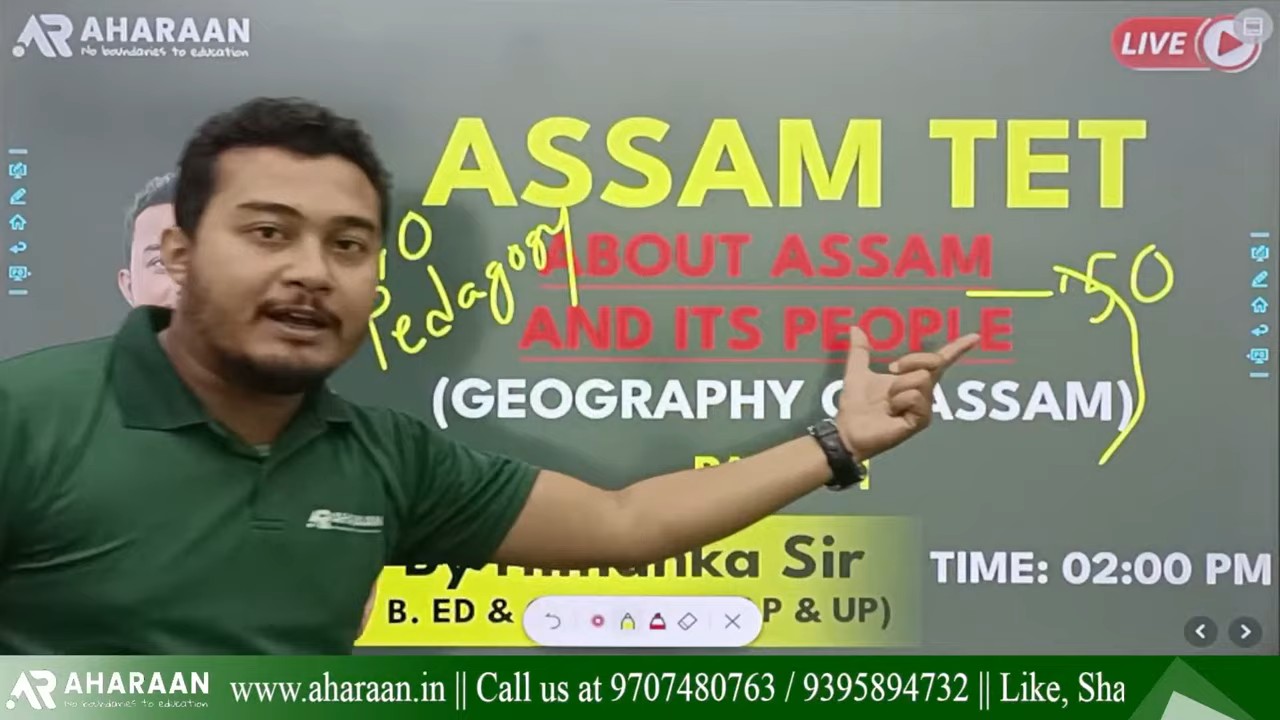 AHARAAN
No boundaries to education
LIVE
ASSAM TET
ABOUT ASSAM
50
Pedagogy
AND ITS PEOPLE
(GEOGRAPHY ASSAM)
By Sir
TIME: 02:00 PM
B. ED & P & UP)
AHARAAN
No boundaries to education
www.aharaan.in || Call us at 9707480763 / 9395894732 || Like, Sha